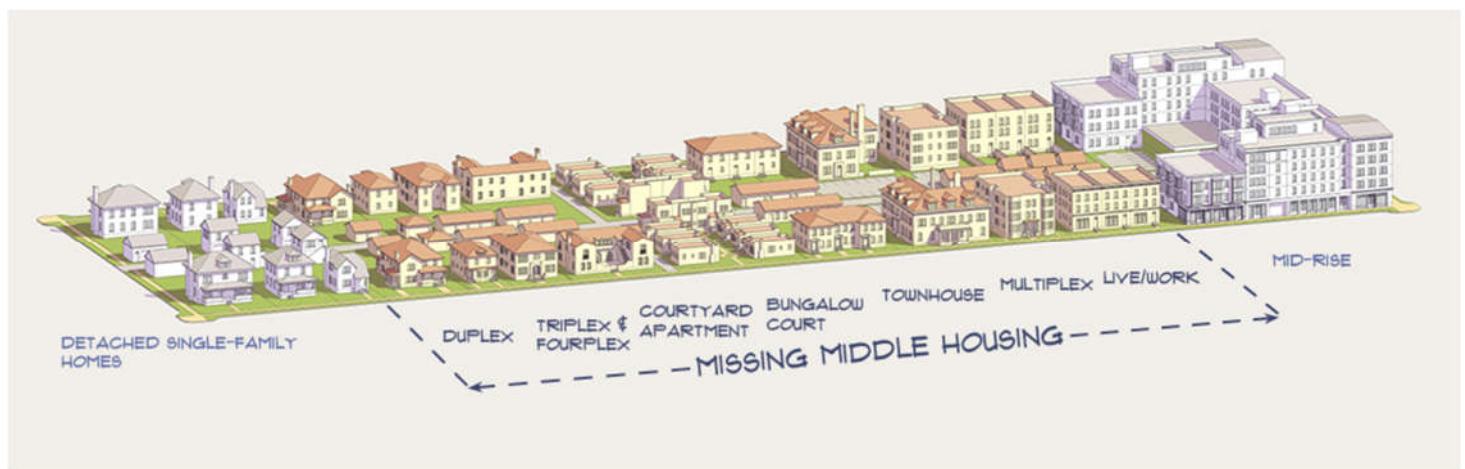 DETACHED SINGLE-FAMILY
HOMES
DUPLEX
TRIPLEX &
FOURPLEX
COURTYARD
APARTMENT
BUNGALOW
COURT
TOWNHOUSE
MULTIPLEX
LIVE/WORK
MID-RISE
MISSING MIDDLE HOUSING